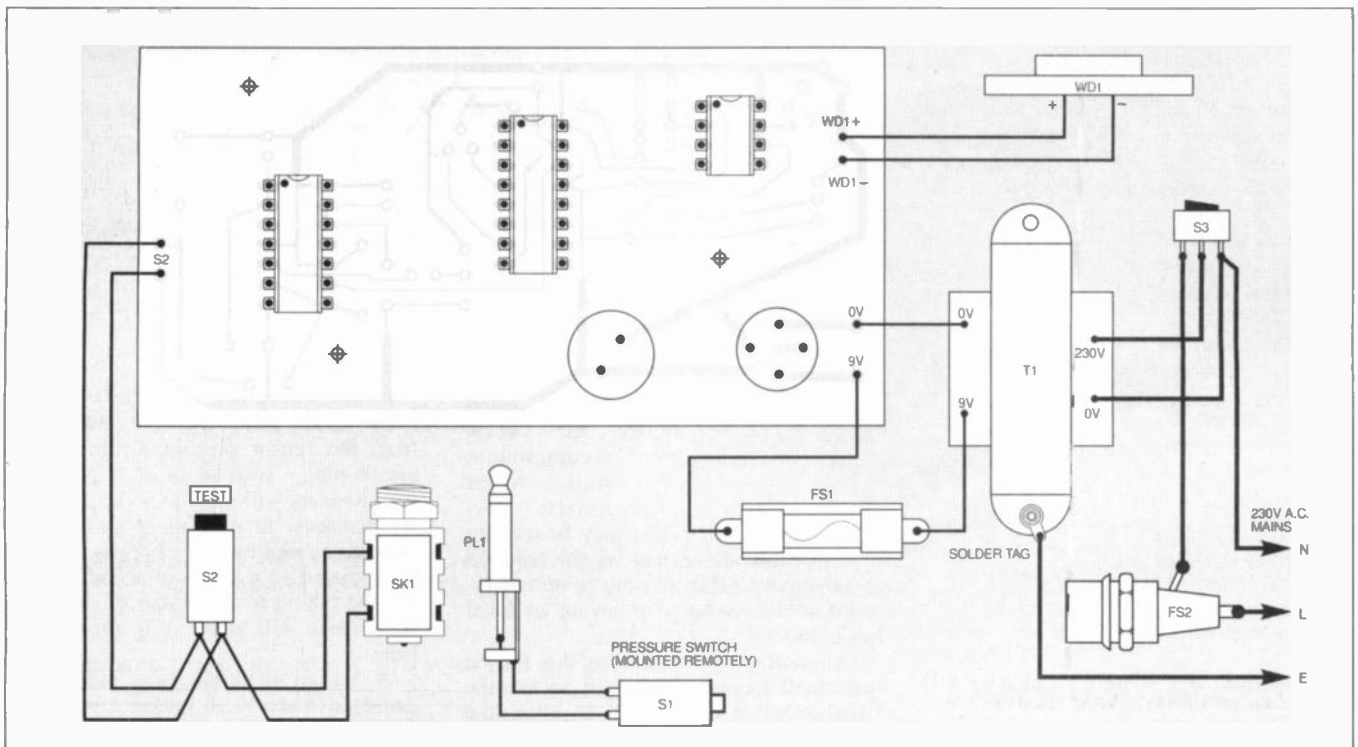 WD1
+ −
WD1+
WD1−
S3
S2
0V
0V
230V
9V
T1
9V
0V
TEST
FS1
230V A.C.
MAINS
PL1
N
S2
SK1
SOLDER TAG
FS2
L
PRESSURE SWITCH
(MOUNTED REMOTELY)
E
S1